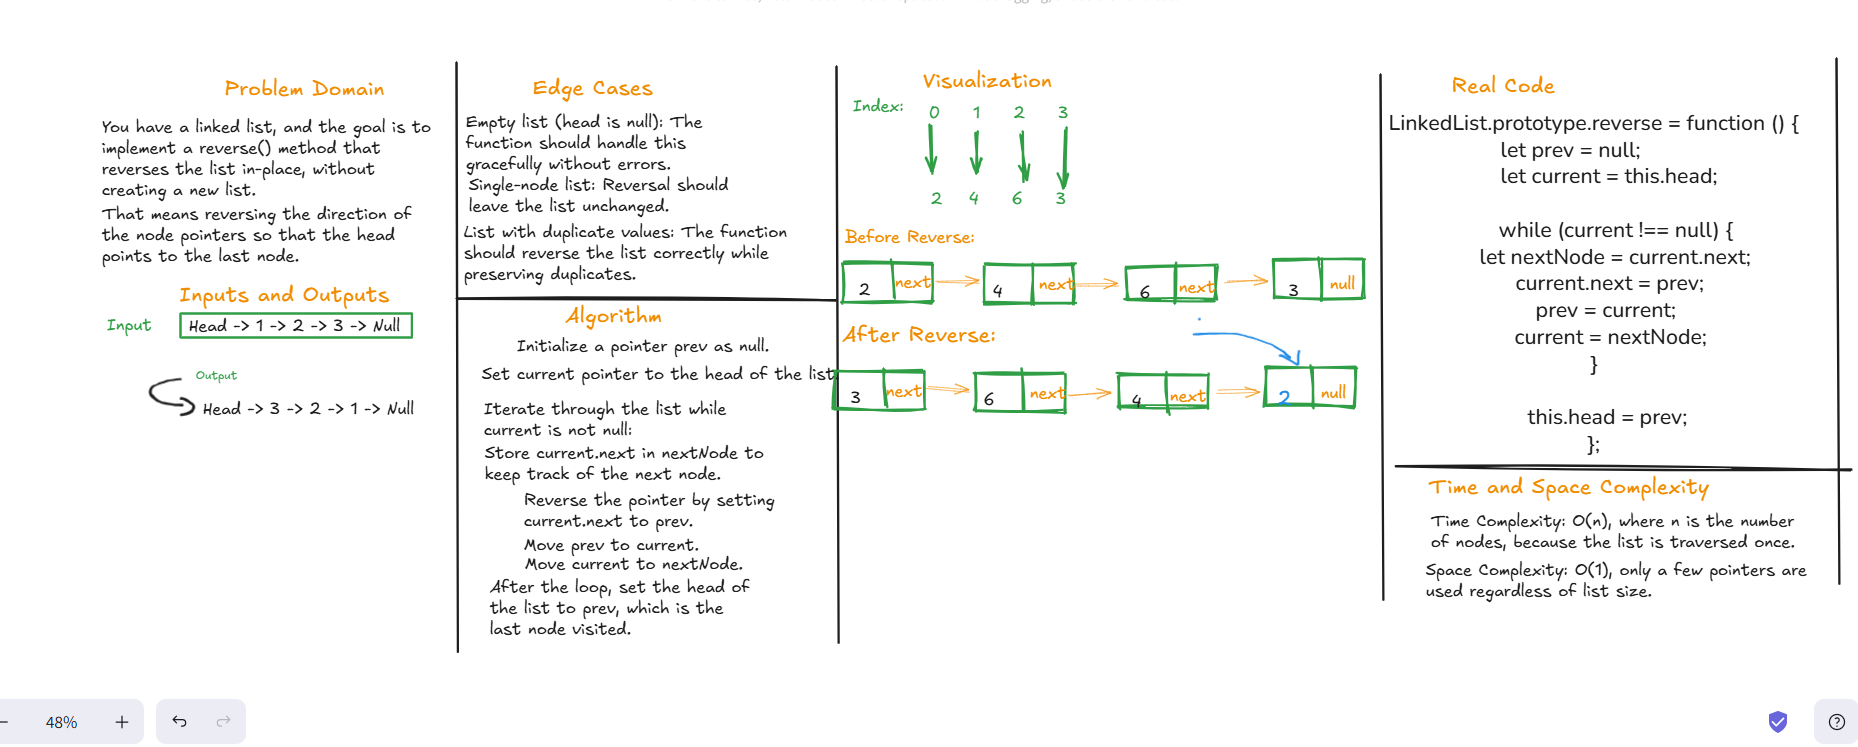 Problem Domain
You have a linked list, and the goal is to
implement a reverse() method that
reverses the list in-place, without
creating a new list.
That means reversing the direction of
the node pointers so that the head
points to the last node.
Inputs and Outputs
Input
Head -> 1 -> 2 -> 3 -> Null
Output
Head -> 3 -> 2 -> 1 -> Null
Edge Cases
Empty list (head is null): The
function should handle this
gracefully without errors.
Single-node list: Reversal should
leave the list unchanged.
List with duplicate values: The function
should reverse the list correctly while
preserving duplicates.
Algorithm
Initialize a pointer prev as null.
Set current pointer to the head of the list.
Iterate through the list while
current is not null:
Store current.next in nextNode to
keep track of the next node.
Reverse the pointer by setting
current.next to prev.
Move prev to current.
Move current to nextNode.
After the loop, set the head of
the list to prev, which is the
last node visited.
Visualization
Index: 0 1 2 3
2 4 6 3
Before Reverse:
2 next 4 next 6 next 3 null
After Reverse:
3 next 6 next 4 next 2 null
Real Code
LinkedList.prototype.reverse = function () {
let prev = null;
let current = this.head;
while (current !== null) {
let nextNode = current.next;
current.next = prev;
prev = current;
current = nextNode;
}
this.head = prev;
};
Time and Space Complexity
Time Complexity: O(n), where n is the number
of nodes, because the list is traversed once.
Space Complexity: O(1), only a few pointers are
used regardless of list size.
48%